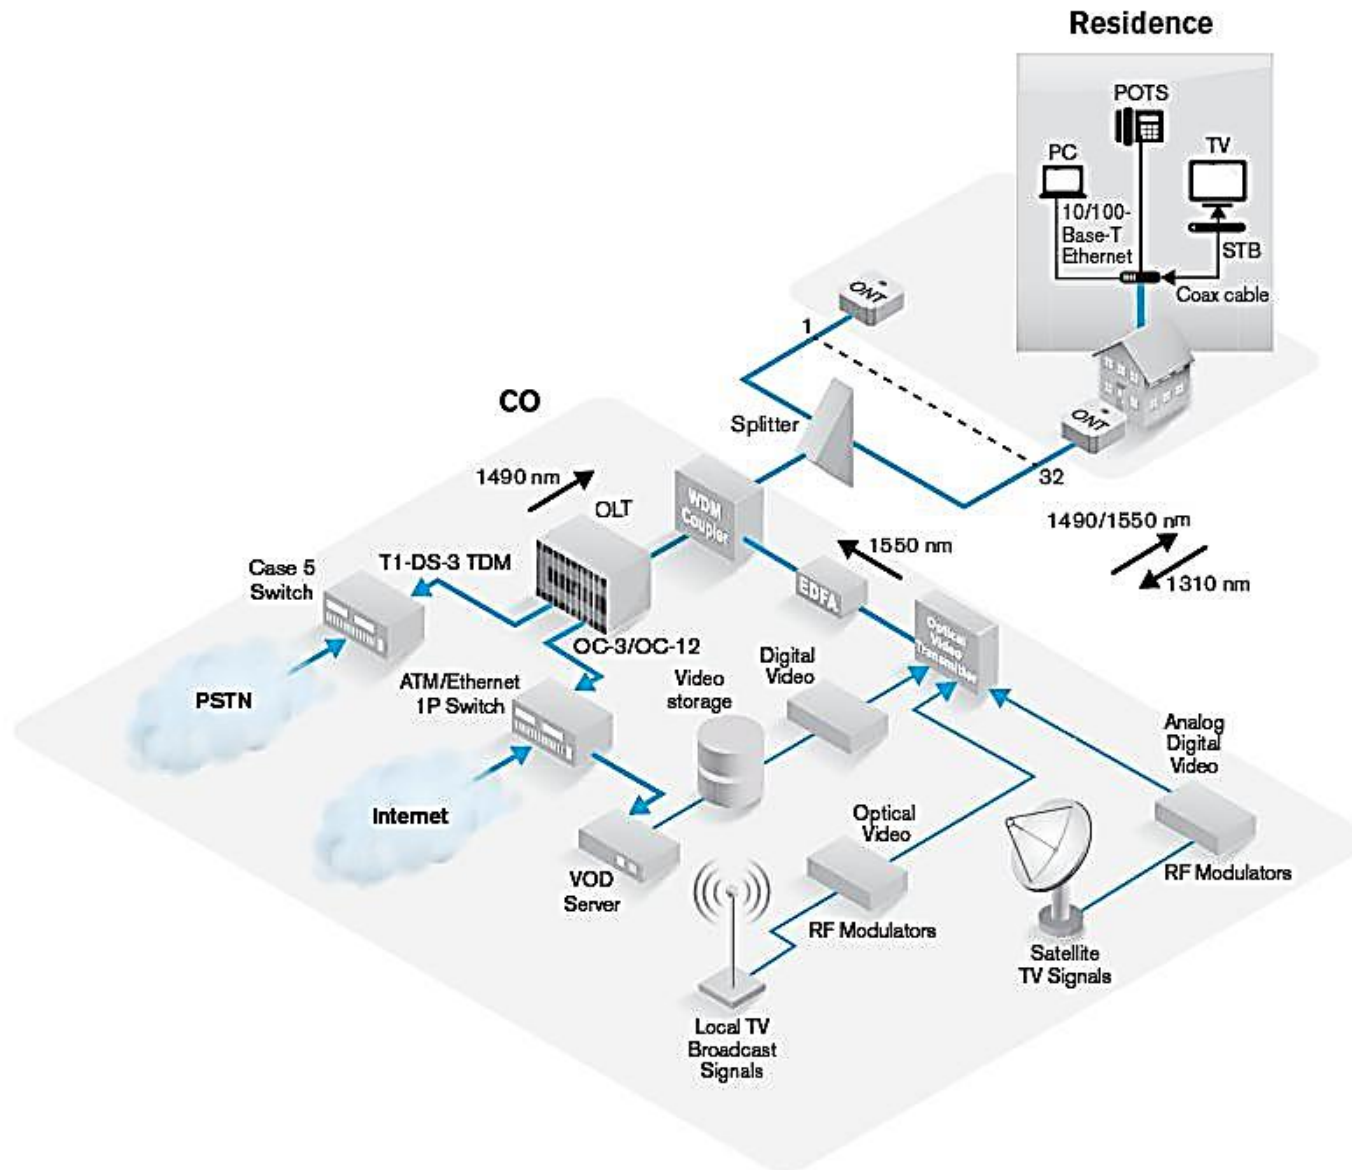 Residence
POTS
PC
TV
10/100-
Base-T
Ethernet
STB
Coax cable
ONT
1
CO
Splitter
ONT
32
1490 nm
WDM
Coupler
OLT
1490/1550 nm
1550 nm
1310 nm
Case 5
Switch
T1-DS-3 TDM
EDFA
Optical
Video
Transmitter
OC-3/OC-12
Digital
Video
ATM/Ethernet
1P Switch
Video
storage
PSTN
Analog
Digital
Video
Internet
Optical
Video
VOD
Server
RF Modulators
RF Modulators
Satellite
TV Signals
Local TV
Broadcast
Signals